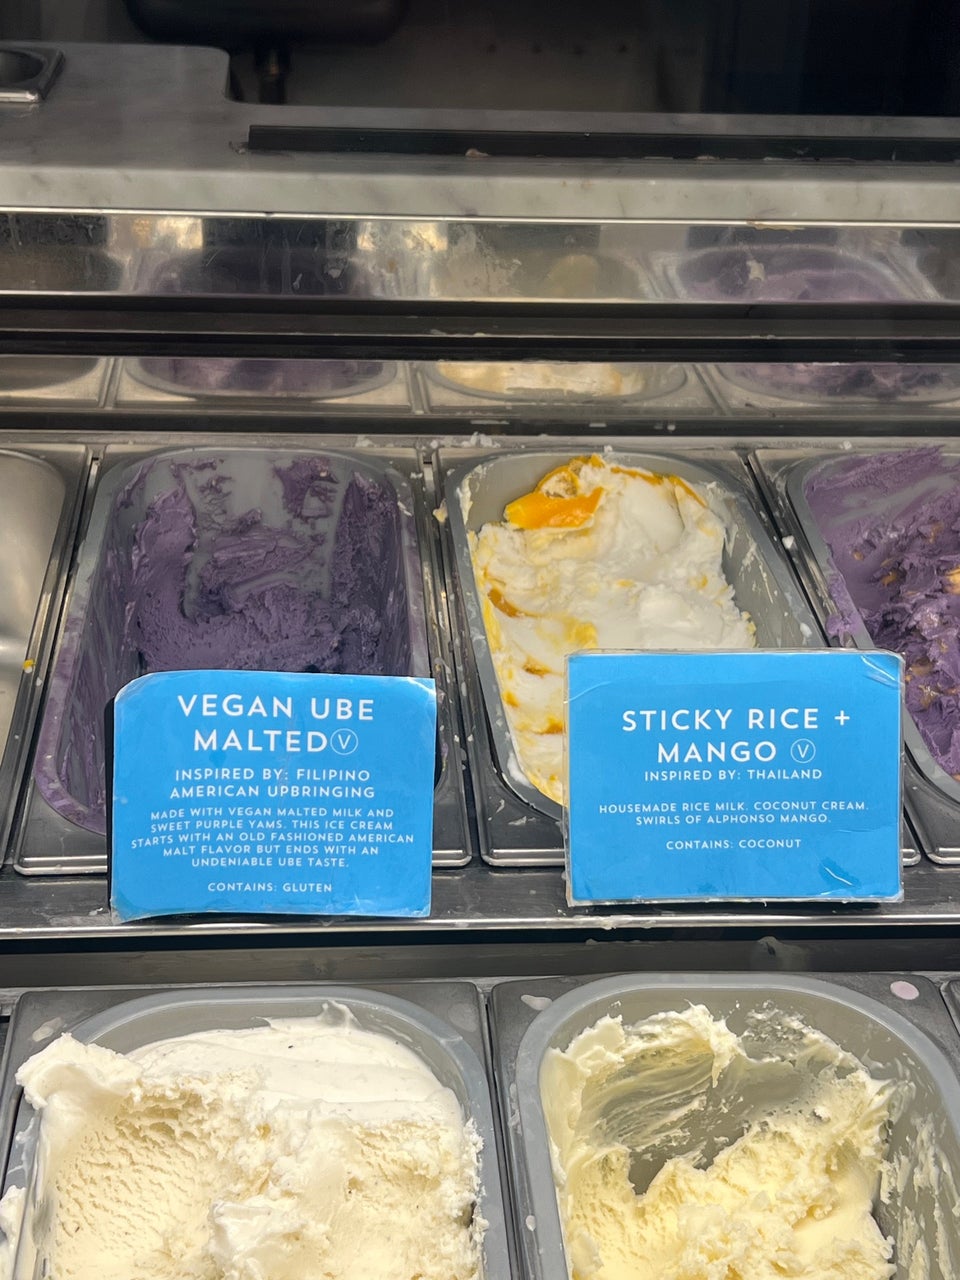 VEGAN UBE
MALTED Ⓥ
INSPIRED BY: FILIPINO
AMERICAN UPBRINGING
MADE WITH VEGAN MALTED MILK AND
SWEET PURPLE YAMS. THIS ICE CREAM
STARTS WITH AN OLD FASHIONED AMERICAN
MALT FLAVOR BUT ENDS WITH AN
UNDENIABLE UBE TASTE.
CONTAINS: GLUTEN
STICKY RICE +
MANGO Ⓥ
INSPIRED BY: THAILAND
HOUSEMADE RICE MILK. COCONUT CREAM.
SWIRLS OF ALPHONSO MANGO.
CONTAINS: COCONUT